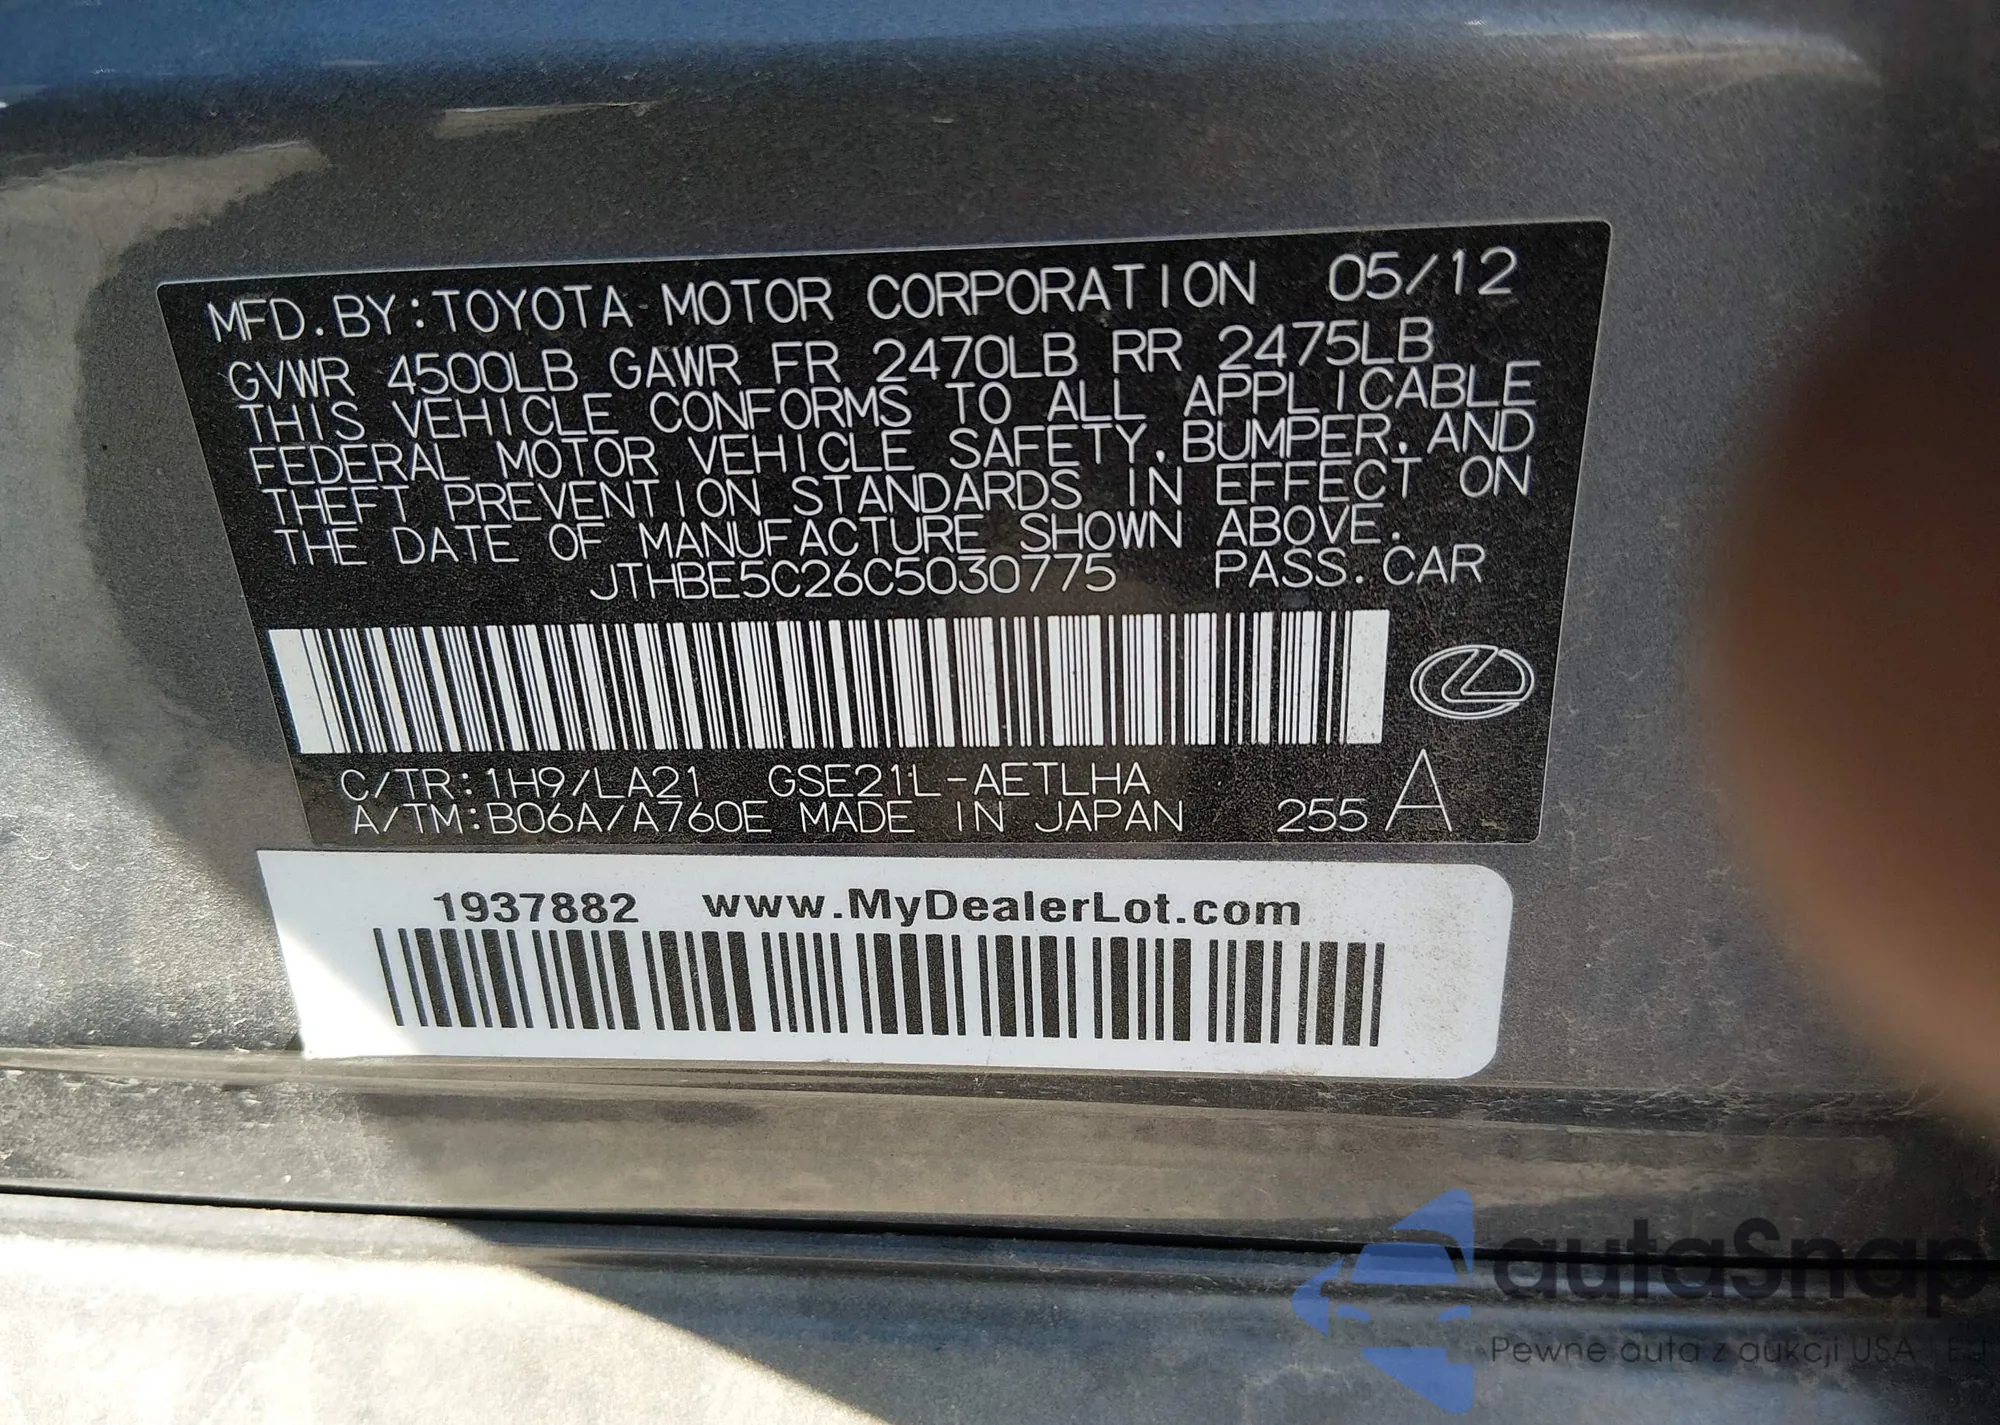 MFD. BY: TOYOTA MOTOR CORPORATION 05/12
GVWR 4500LB GAWR FR 2470LB RR 2475LB
THIS VEHICLE CONFORMS TO ALL APPLICABLE
FEDERAL MOTOR VEHICLE SAFETY, BUMPER, AND
THEFT PREVENTION STANDARDS IN EFFECT ON
THE DATE OF MANUFACTURE SHOWN ABOVE.
JTHBE5C26C5030775 PASS. CAR
C/TR: 1H9/LA21 GSE21L-AETLHA
A/TM: B06A/A760E MADE IN JAPAN 255 A
1937882 www.MyDealerLot.com
autaSnap
Pewne auta z aukcji USA i EU